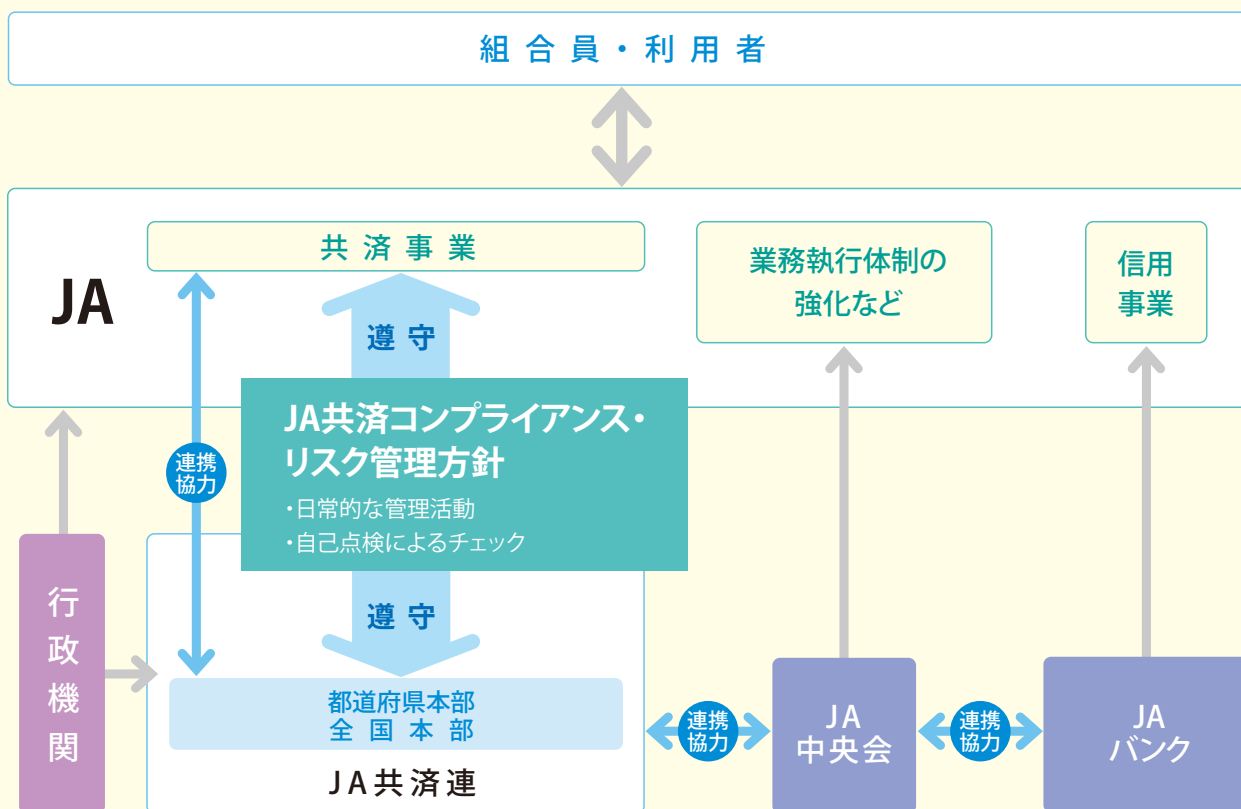 組合員・利用者
JA
共済事業
業務執行体制の
強化など
信用
事業
遵守
JA共済コンプライアンス・
リスク管理方針
・日常的な管理活動
・自己点検によるチェック
連携
協力
遵守
行政機関
都道府県本部
全国本部
JA共済連
連携
協力
JA
中央会
連携
協力
JA
バンク